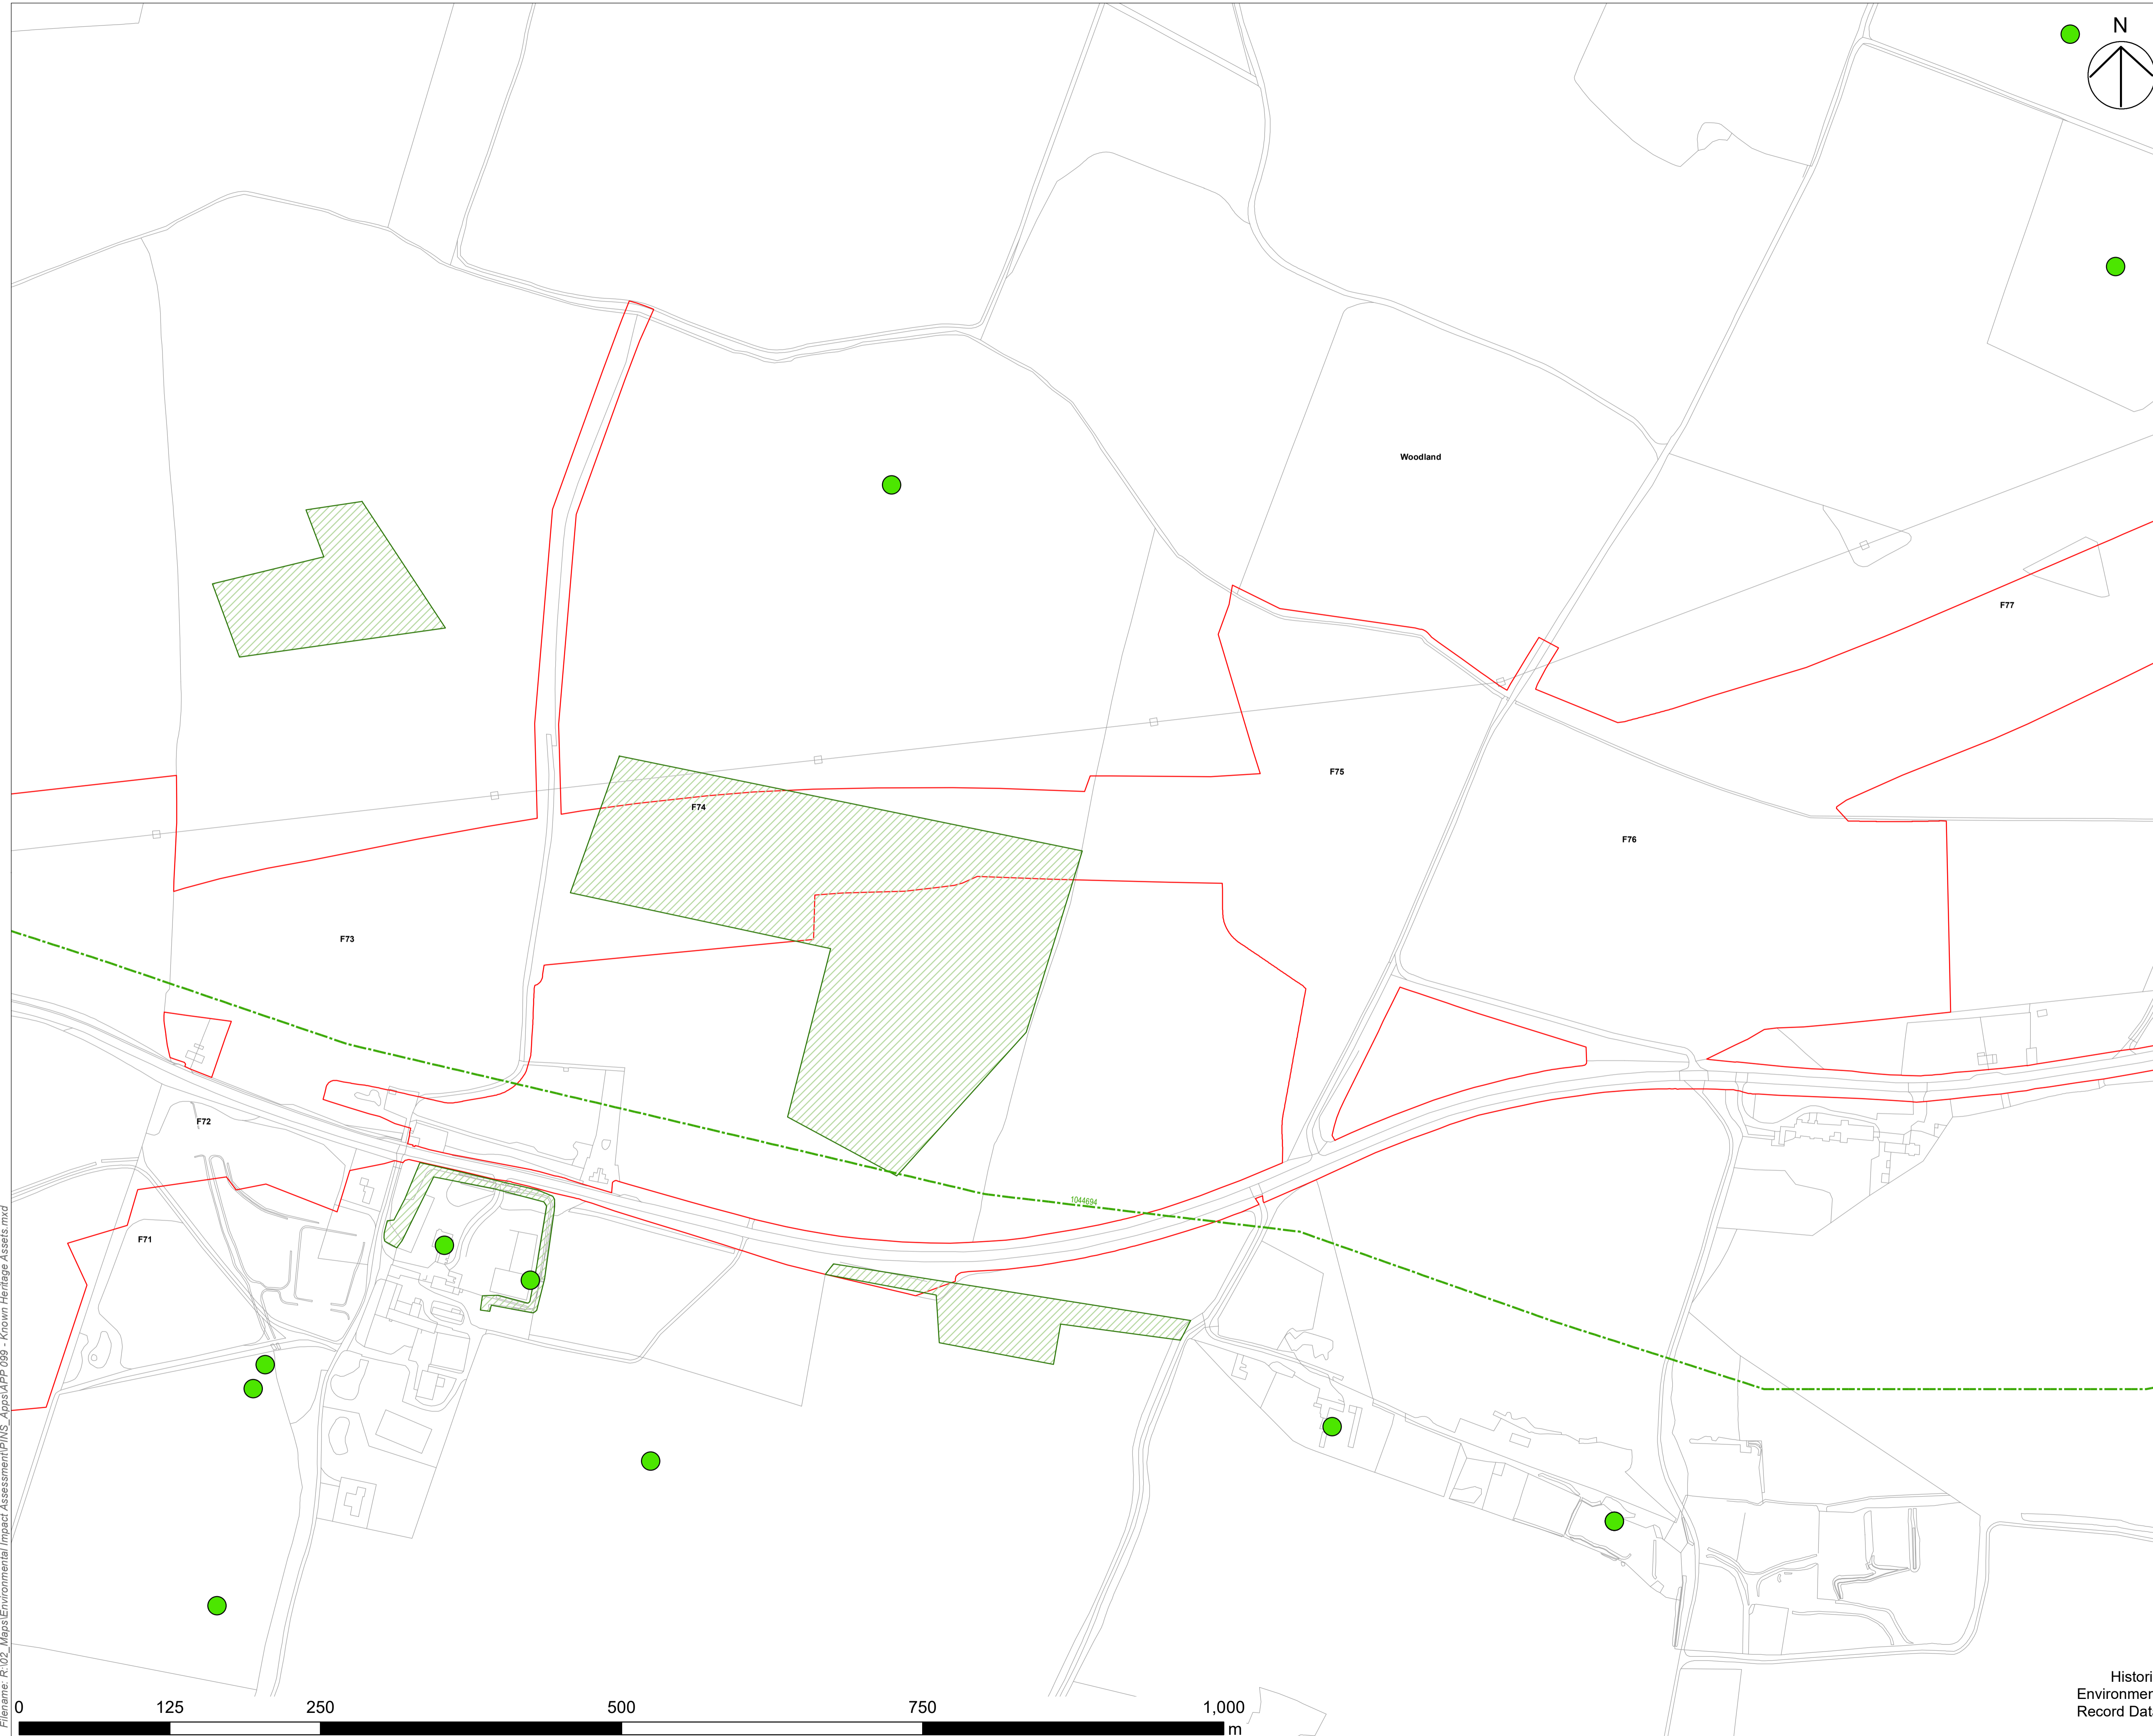 N
Woodland
F77
F75
F74
F76
F73
F72
1044694
F71
Filename: R:\02_Maps\Environmental Impact Assessment\PINS_Apps\APP 099 - Known Heritage Assets.mxd
Histori
Environmen
Record Dat
0 125 250 500 750 1,000
m